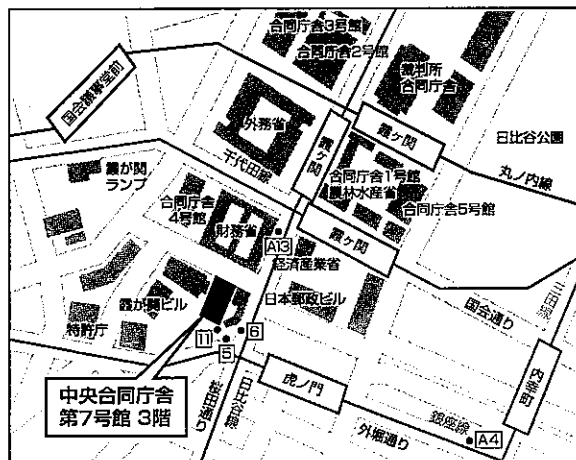 合同庁舎3号館
合同庁舎2号館
裁判所
合同庁舎
国会議事堂前
外務省
霞ヶ関
霞ヶ関
日比谷公園
丸ノ内線
千代田線
霞が関
ランプ
合同庁舎1号館
農林水産省
合同庁舎
4号館
合同庁舎5号館
財務省
A13
霞ヶ関
経済産業省
三田線
霞が関ビル
日本郵政ビル
国会通り
特許庁
11
6
5
内幸町
中央合同庁舎
第7号館 3階
虎ノ門
桜田通り
日比谷線
銀座線
外堀通り
A4